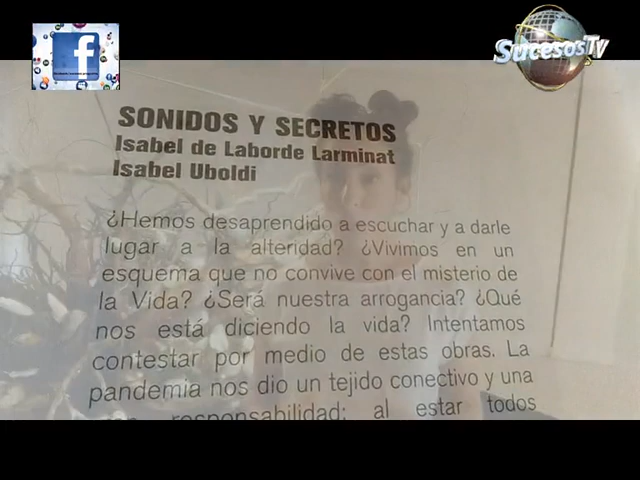 SucesosTv
SONIDOS Y SECRETOS
Isabel de Laborde Larminat
Isabel Uboldi
¿Hemos desaprendido a escuchar y a darle
lugar a la alteridad? ¿Vivimos en un
esquema que no convive con el misterio de
la Vida? ¿Será nuestra arrogancia? ¿Qué
nos está diciendo la vida? Intentamos
contestar por medio de estas obras. La
pandemia nos dio un tejido conectivo y una
responsabilidad: al estar todos